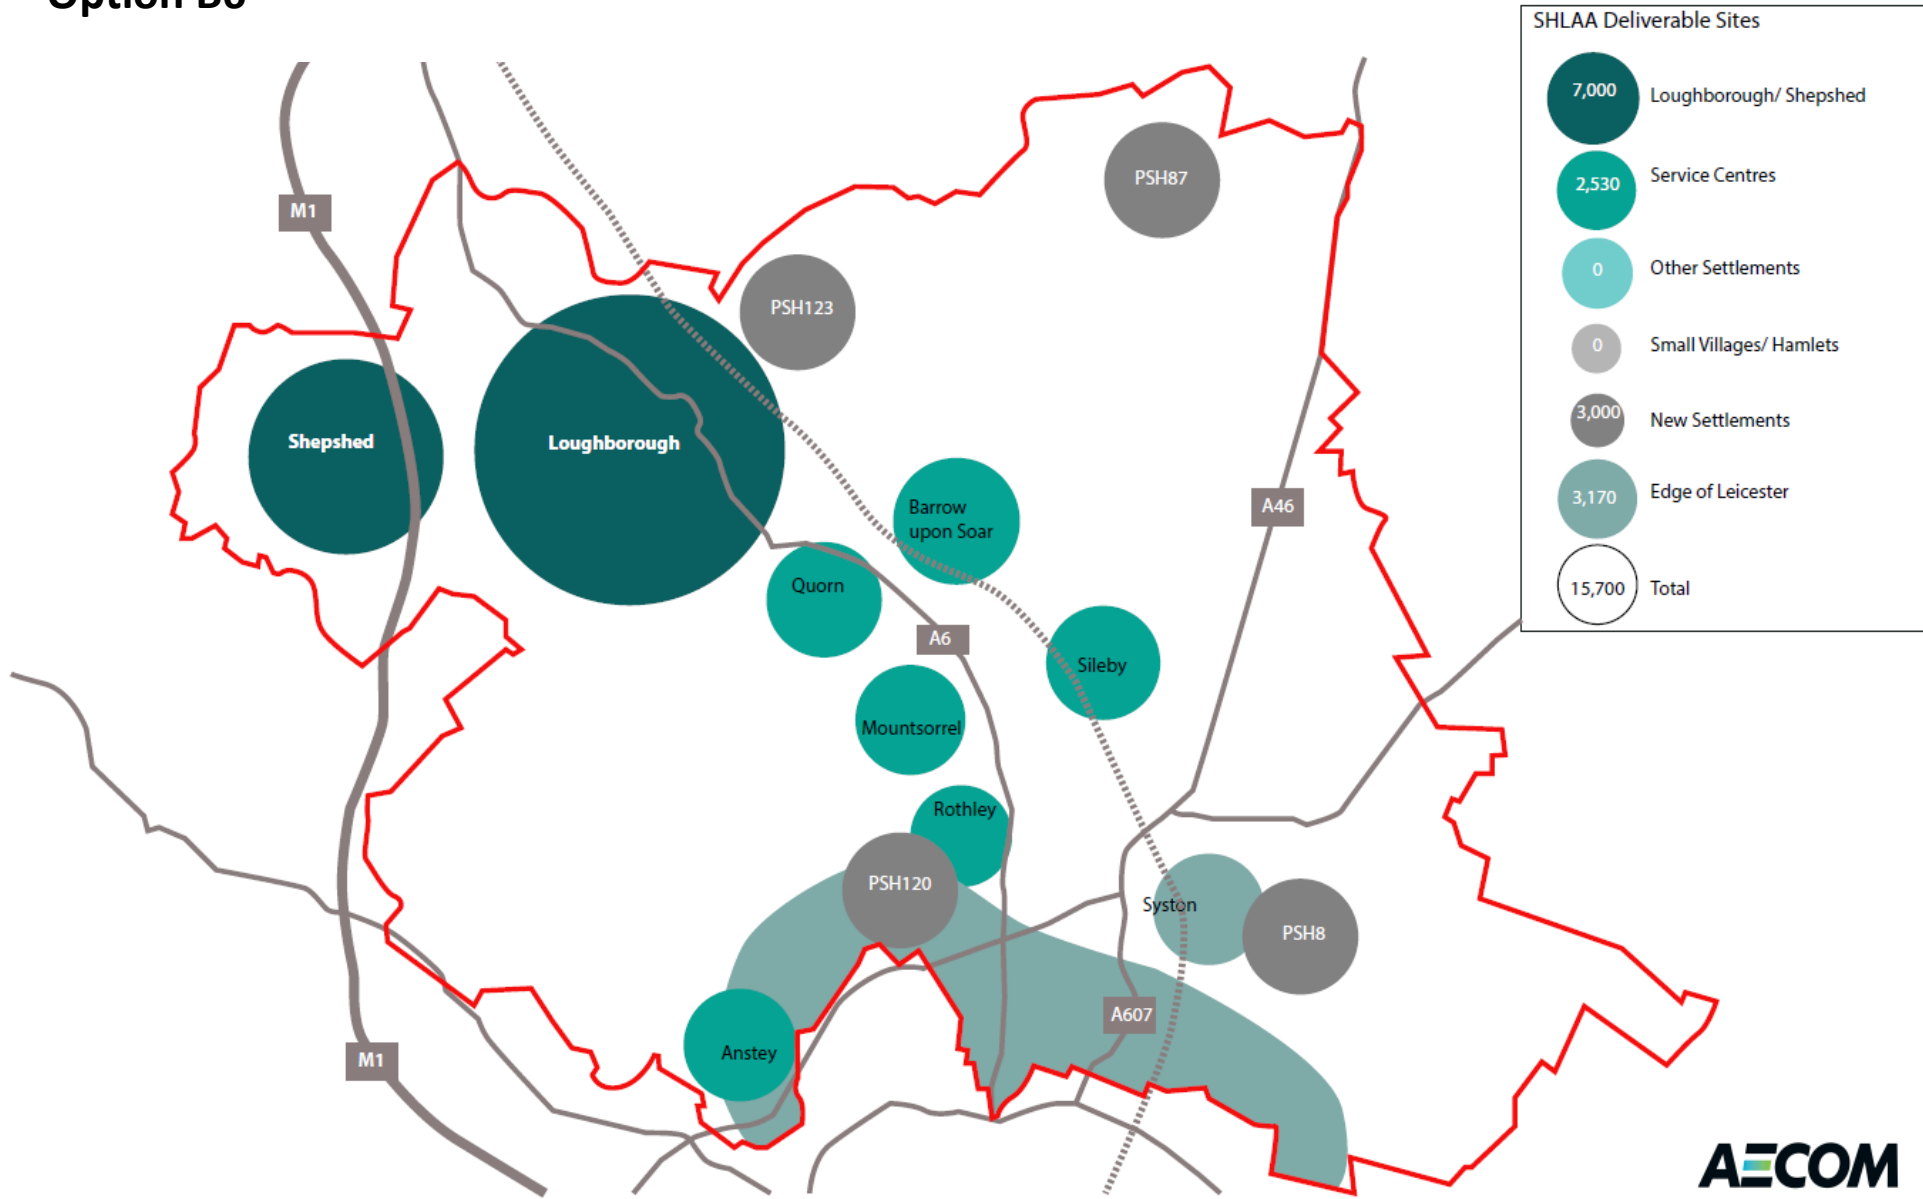 SHLAA Deliverable Sites
7,000
Loughborough/ Shepshed
2,530
Service Centres
0
Other Settlements
0
Small Villages/ Hamlets
3,000
New Settlements
3,170
Edge of Leicester
15,700
Total
M1
PSH87
PSH123
Shepshed
Loughborough
Barrow
upon Soar
A46
Quorn
A6
Sileby
Mountsorrel
Rothley
PSH120
Syston
PSH8
A607
Anstey
M1
AECOM